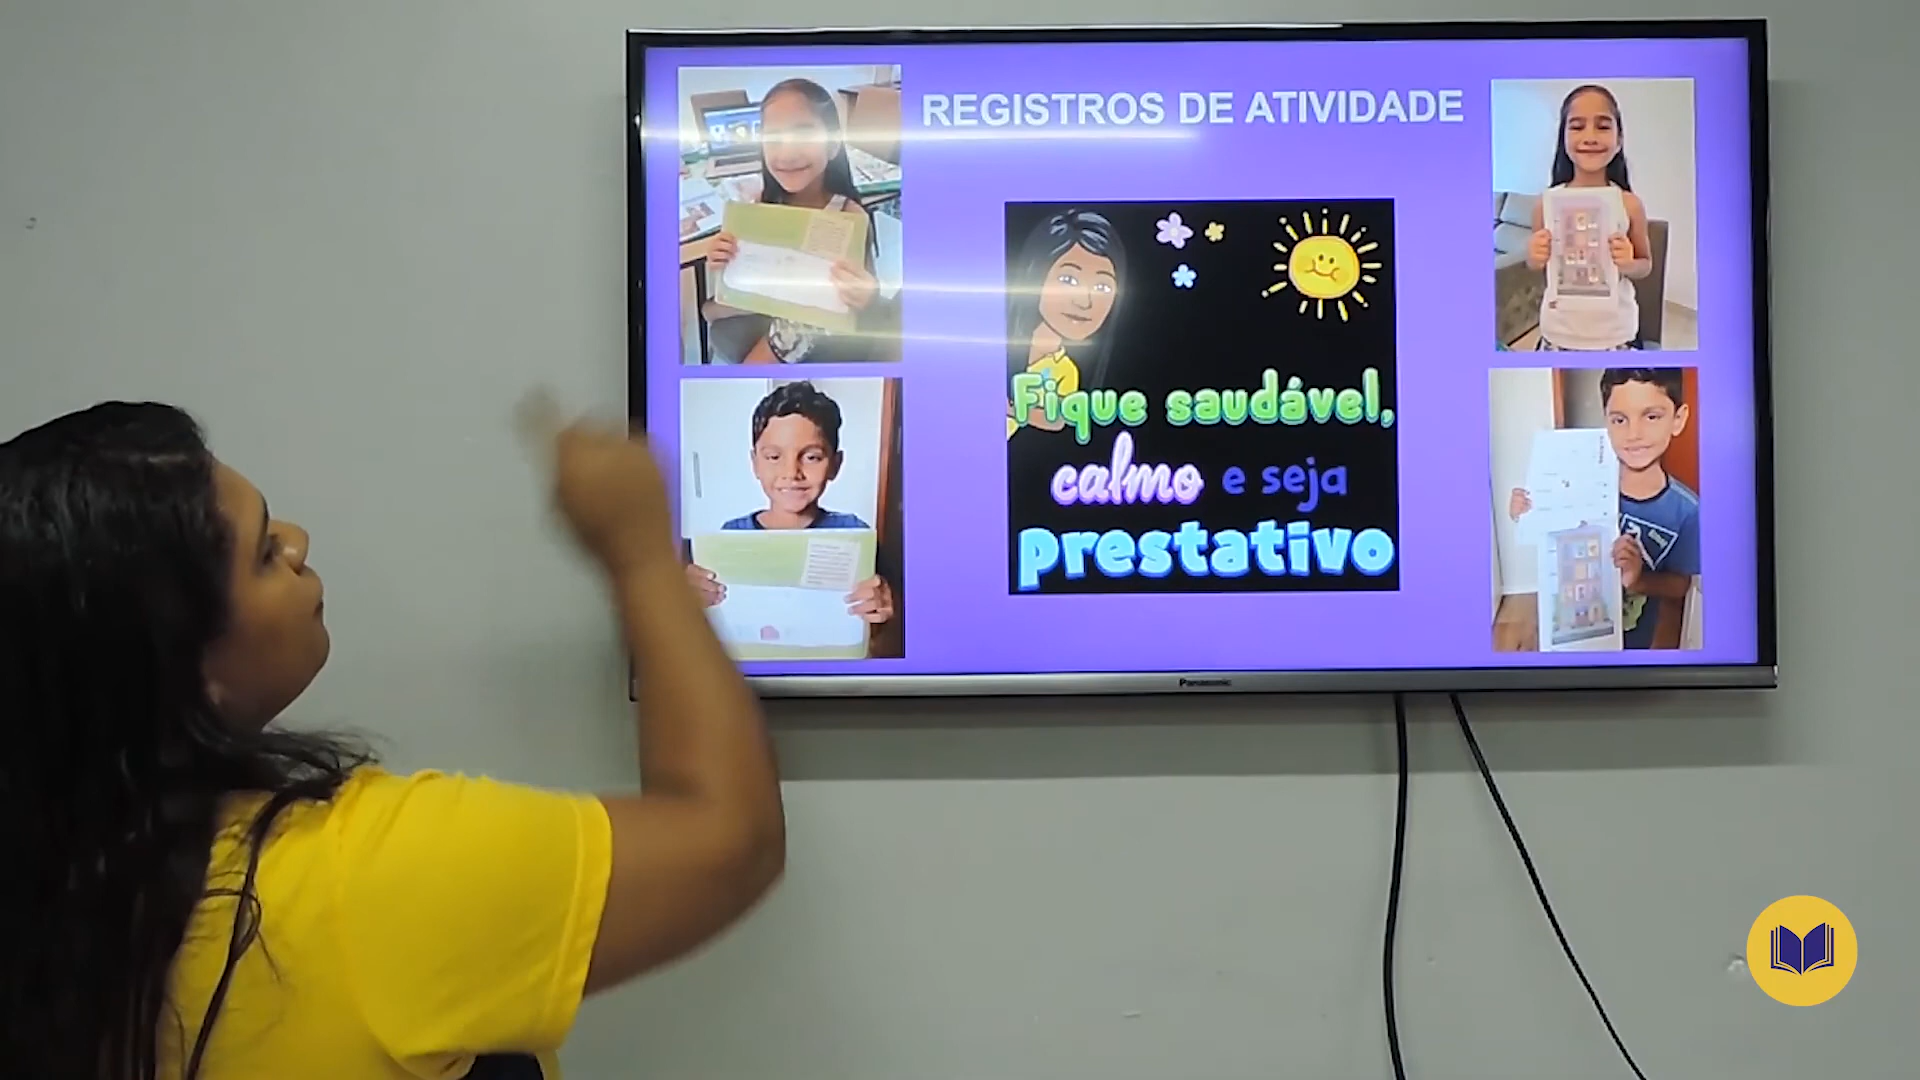 REGISTROS DE ATIVIDADE
Fique saudável,
calmo e seja
prestativo
Panasonic